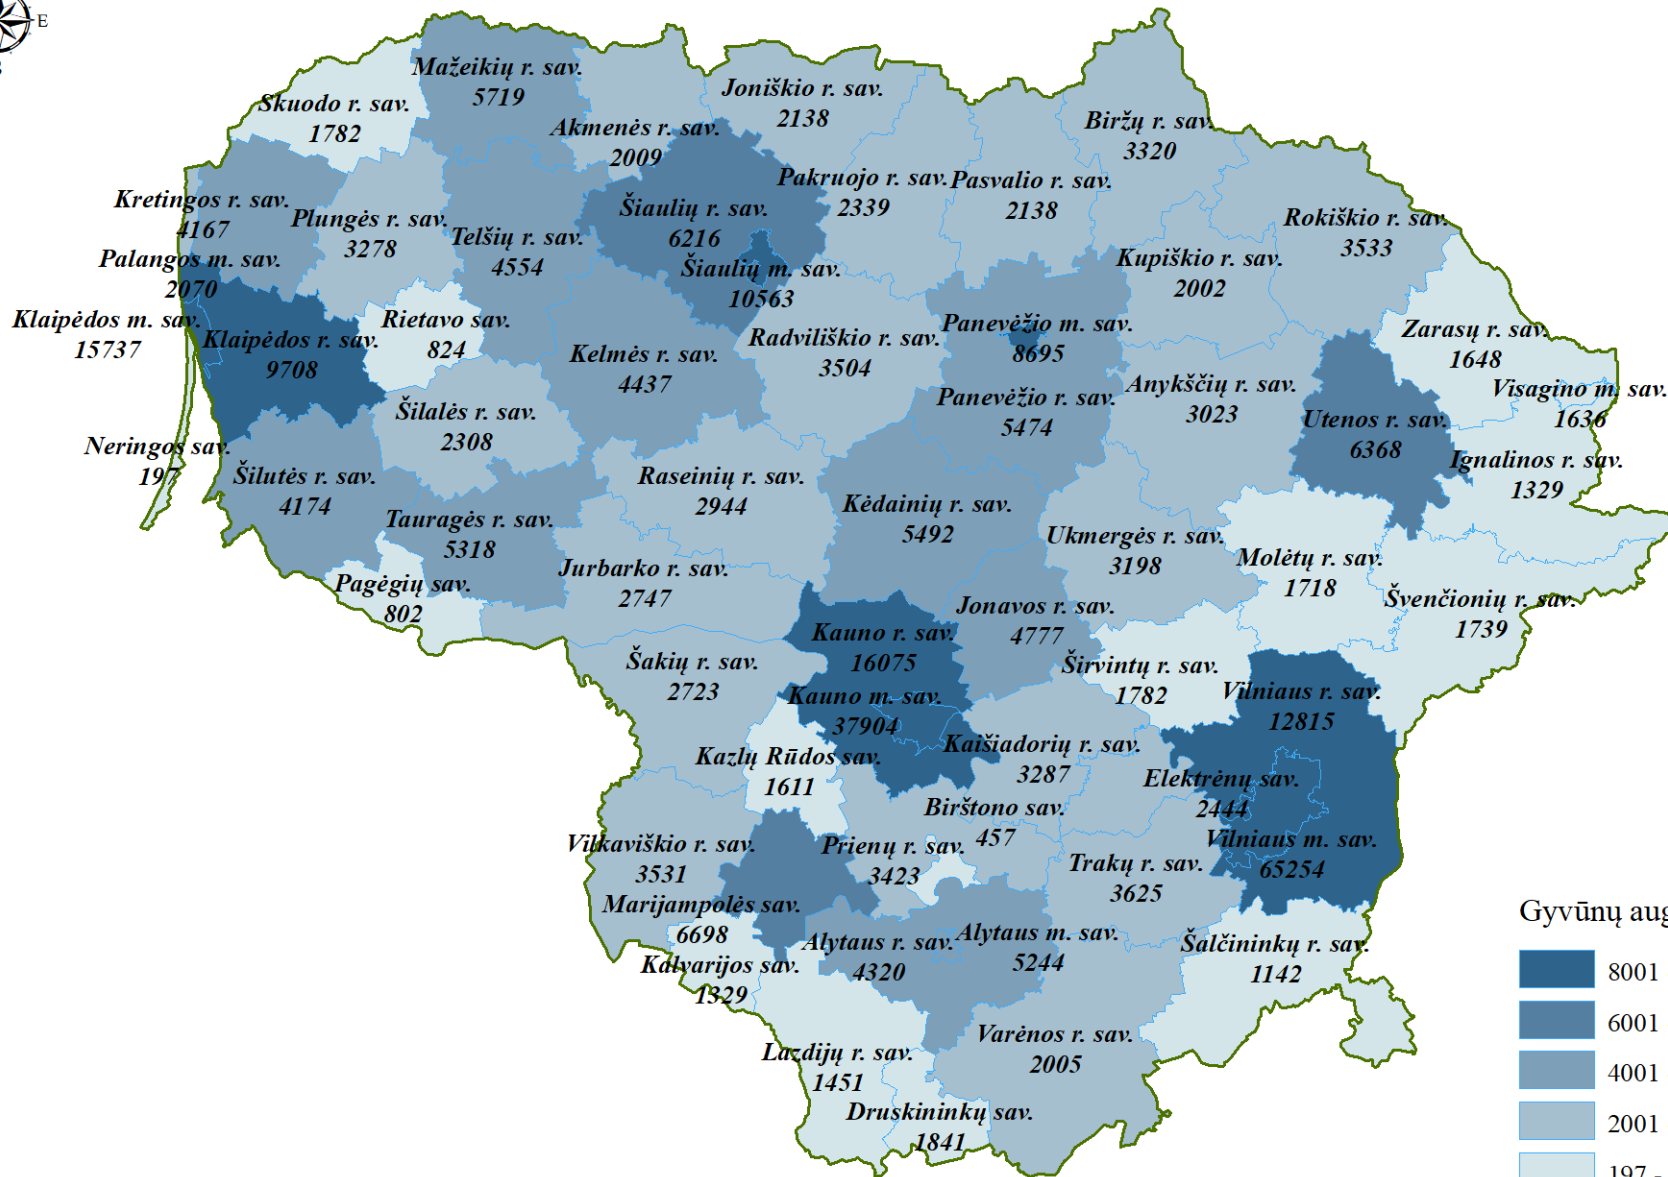 E
Mažeikių r. sav.
5719
Skuodo r. sav.
1782
Joniškio r. sav.
2138
Akmenės r. sav.
2009
Biržų r. sav.
3320
Kretingos r. sav.
4167
Plungės r. sav.
3278
Telšių r. sav.
4554
Šiaulių r. sav.
6216
Pakruojo r. sav.
2339
Pasvalio r. sav.
2138
Rokiškio r. sav.
3533
Palangos m. sav.
2070
Šiaulių m. sav.
10563
Kupiškio r. sav.
2002
Klaipėdos m. sav.
15737
Klaipėdos r. sav.
9708
Rietavo sav.
824
Kelmės r. sav.
4437
Radviliškio r. sav.
3504
Panevėžio m. sav.
8695
Zarasų r. sav.
1648
Visagino m. sav.
1636
Šilalės r. sav.
2308
Panevėžio r. sav.
5474
Anykščių r. sav.
3023
Utenos r. sav.
6368
Neringos sav.
197
Šilutės r. sav.
4174
Raseinių r. sav.
2944
Ignalinos r. sav.
1329
Tauragės r. sav.
5318
Kėdainių r. sav.
5492
Ukmergės r. sav.
3198
Molėtų r. sav.
1718
Pagėgių sav.
802
Jurbarko r. sav.
2747
Jonavos r. sav.
4777
Švenčionių r. sav.
1739
Kauno r. sav.
16075
Šakių r. sav.
2723
Širvintų r. sav.
1782
Vilniaus r. sav.
12815
Kauno m. sav.
37904
Kazlų Rūdos sav.
1611
Kaišiadorių r. sav.
3287
Elektrėnų sav.
2444
Birštono sav.
457
Vilkaviškio r. sav.
3531
Prienų r. sav.
3423
Trakų r. sav.
3625
Vilniaus m. sav.
65254
Marijampolės sav.
6698
Alytaus r. sav.
4320
Alytaus m. sav.
5244
Šalčininkų r. sav.
1142
Kalvarijos sav.
1329
Lazdijų r. sav.
1451
Varėnos r. sav.
2005
Druskininkų sav.
1841
Gyvūnų aug
8001
6001
4001
2001
197 -